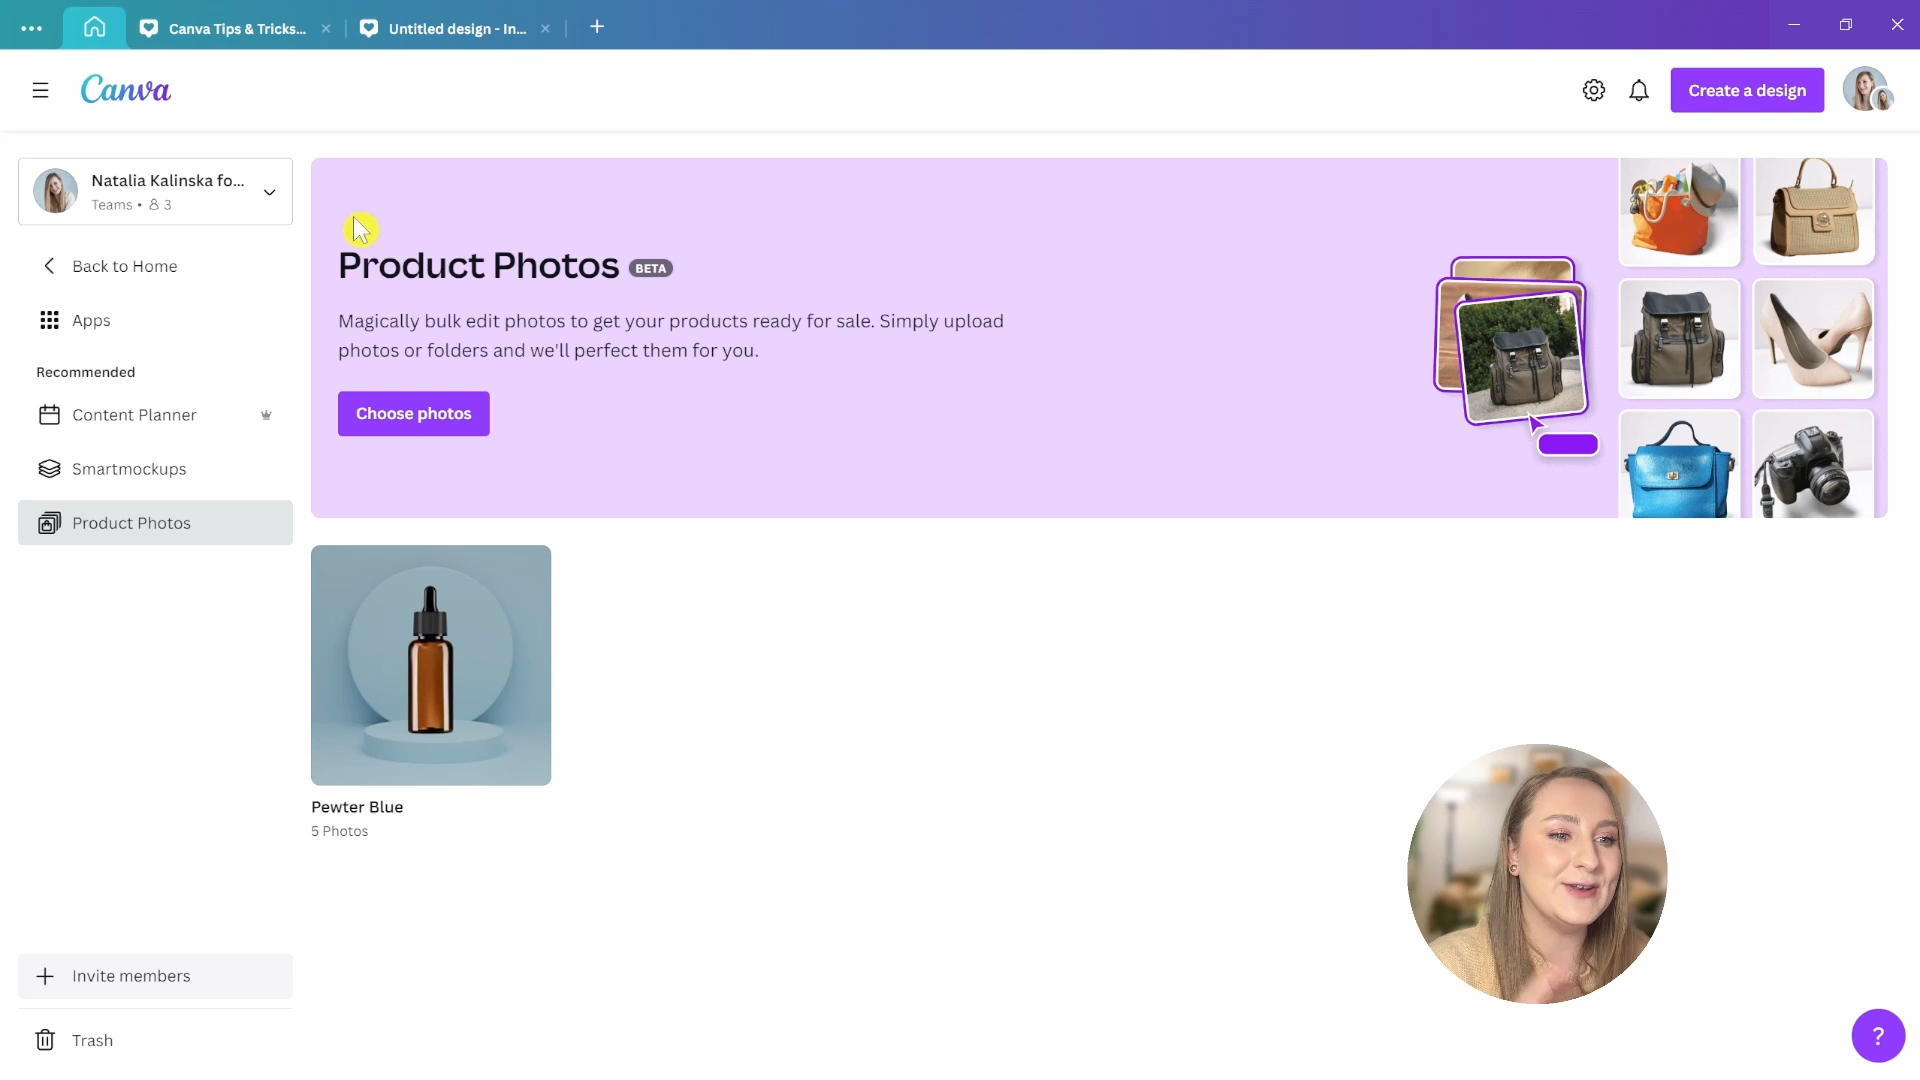 Canva Tips & Tricks...
Untitled design - In...
Canva
Create a design
Natalia Kalinska fo...
Teams • 3
Back to Home
Apps
Recommended
Content Planner
Smartmockups
Product Photos
Invite members
Trash
Product Photos BETA
Magically bulk edit photos to get your products ready for sale. Simply upload
photos or folders and we'll perfect them for you.
Choose photos
Pewter Blue
5 Photos
?